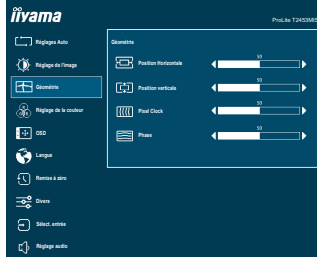 iiyama
ProLite T2453MIS
Réglages Auto
Réglage de l'image
Géométrie
Réglage de la couleur
OSD
Langue
Remise à zéro
Divers
Sélect. entrée
Réglage audio
Géométrie
Position Horizontale
50
Position verticale
50
Pixel Clock
50
Phase
50